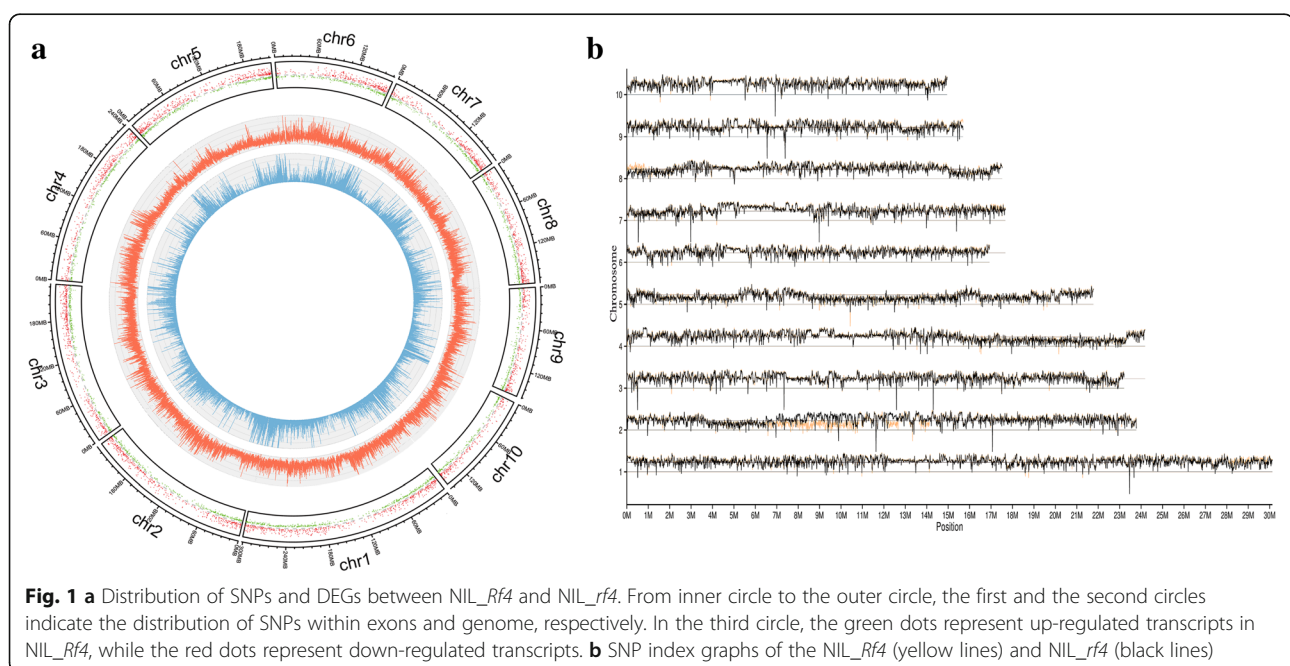 a
b
chr1
chr2
chr3
chr4
chr5
chr6
chr7
chr8
chr9
chr10
0MB
60MB
120MB
180MB
240MB
300MB
Chromosome
10
9
8
7
6
5
4
3
2
1
0M 1M 2M 3M 4M 5M 6M 7M 8M 9M 10M 11M 12M 13M 14M 15M 16M 17M 18M 19M 20M 21M 22M 23M 24M 25M 26M 27M 28M 29M 30M
Position
Fig. 1 a Distribution of SNPs and DEGs between NIL_Rf4 and NIL_rf4. From inner circle to the outer circle, the first and the second circles
indicate the distribution of SNPs within exons and genome, respectively. In the third circle, the green dots represent up-regulated transcripts in
NIL_Rf4, while the red dots represent down-regulated transcripts. b SNP index graphs of the NIL_Rf4 (yellow lines) and NIL_rf4 (black lines)